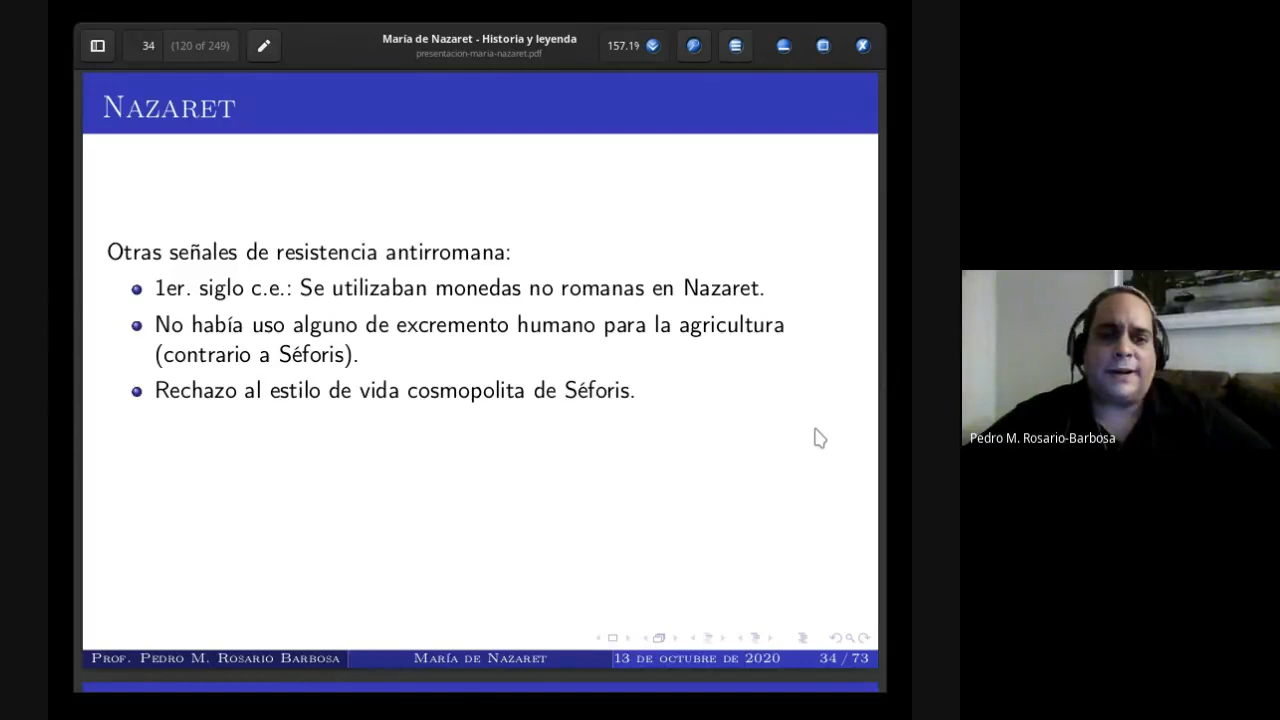 34 (120 of 249)
María de Nazaret - Historia y leyenda
presentacion-maria-nazaret.pdf
157.19
Nazaret
Otras señales de resistencia antirromana:
1er. siglo c.e.: Se utilizaban monedas no romanas en Nazaret.
No había uso alguno de excremento humano para la agricultura
(contrario a Séforis).
Rechazo al estilo de vida cosmopolita de Séforis.
Prof. Pedro M. Rosario Barbosa
María de Nazaret
13 de octubre de 2020
34 / 73
Pedro M. Rosario-Barbosa